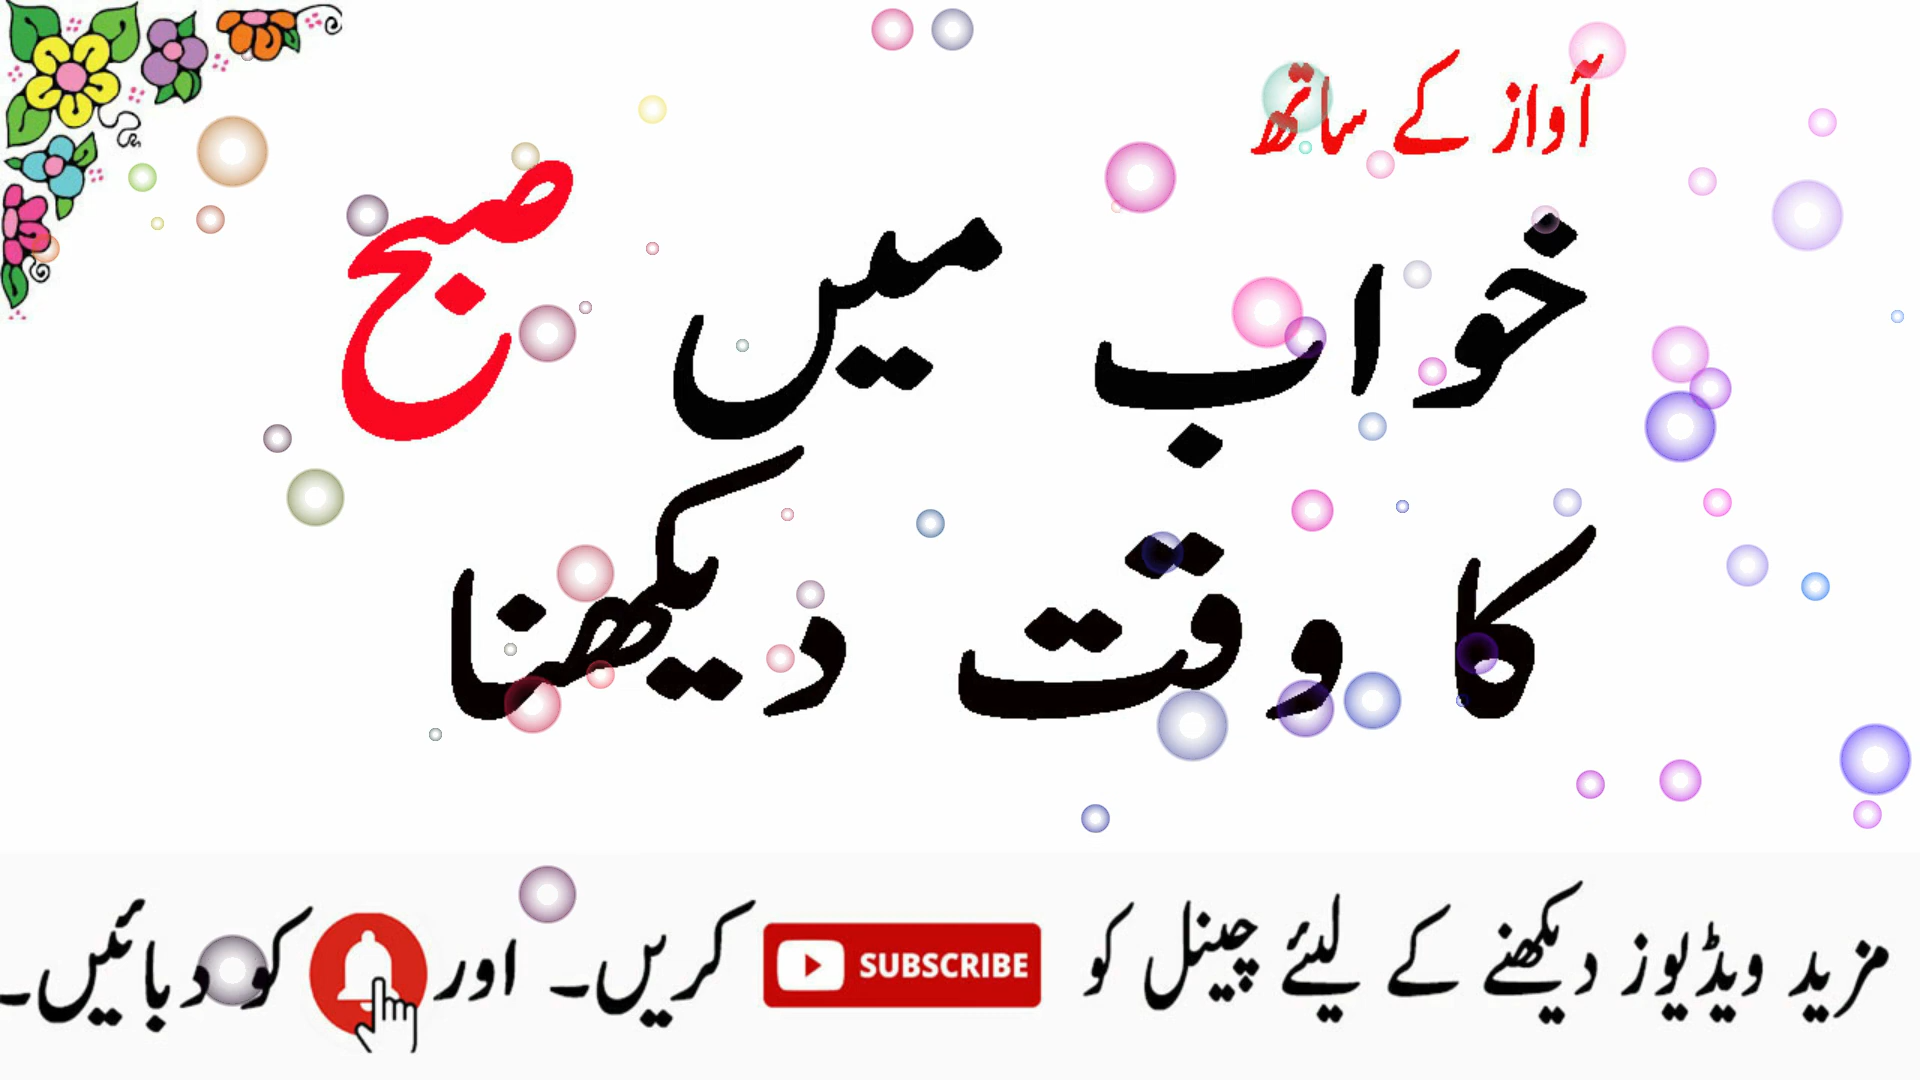 آواز کے ساتھ
خواب میں صبح
کا وقت دیکھنا
مزید ویڈیوز دیکھنے کے لیئے چینل کو SUBSCRIBE کریں۔ اور کو دبائیں۔